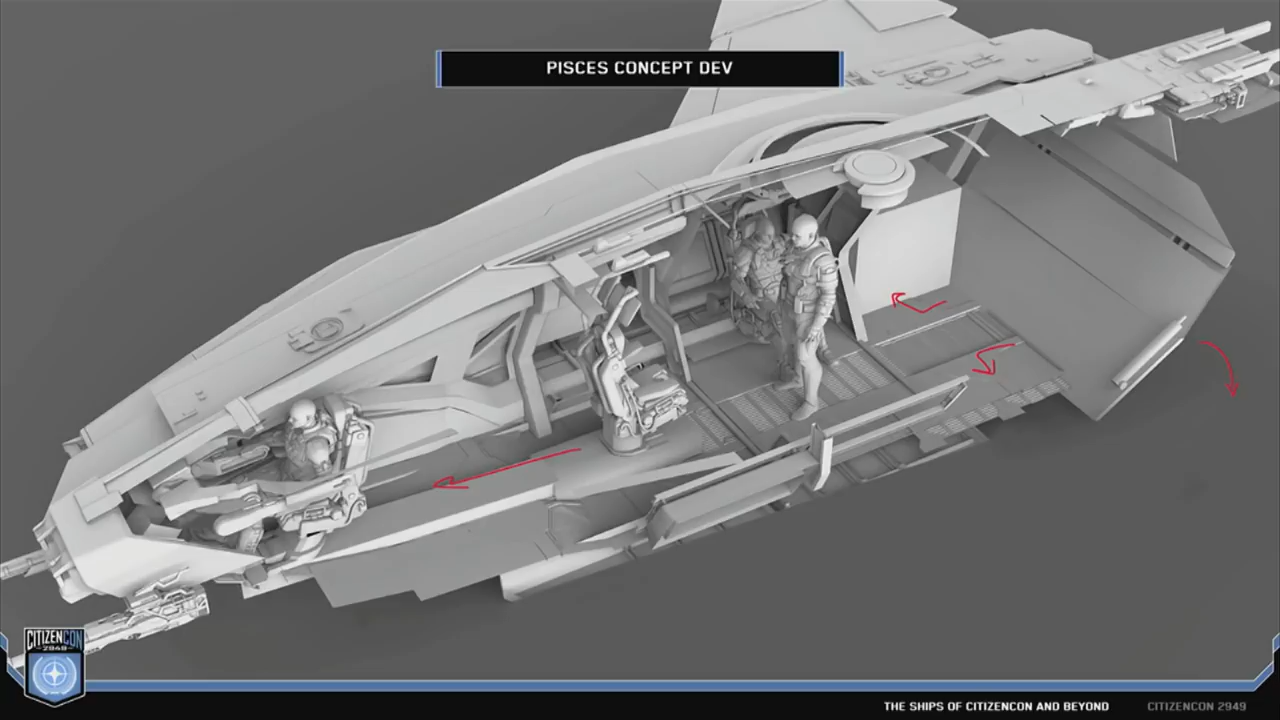 PISCES CONCEPT DEV
CITIZENCON
2949
THE SHIPS OF CITIZENCON AND BEYOND
CITIZENCON 2949